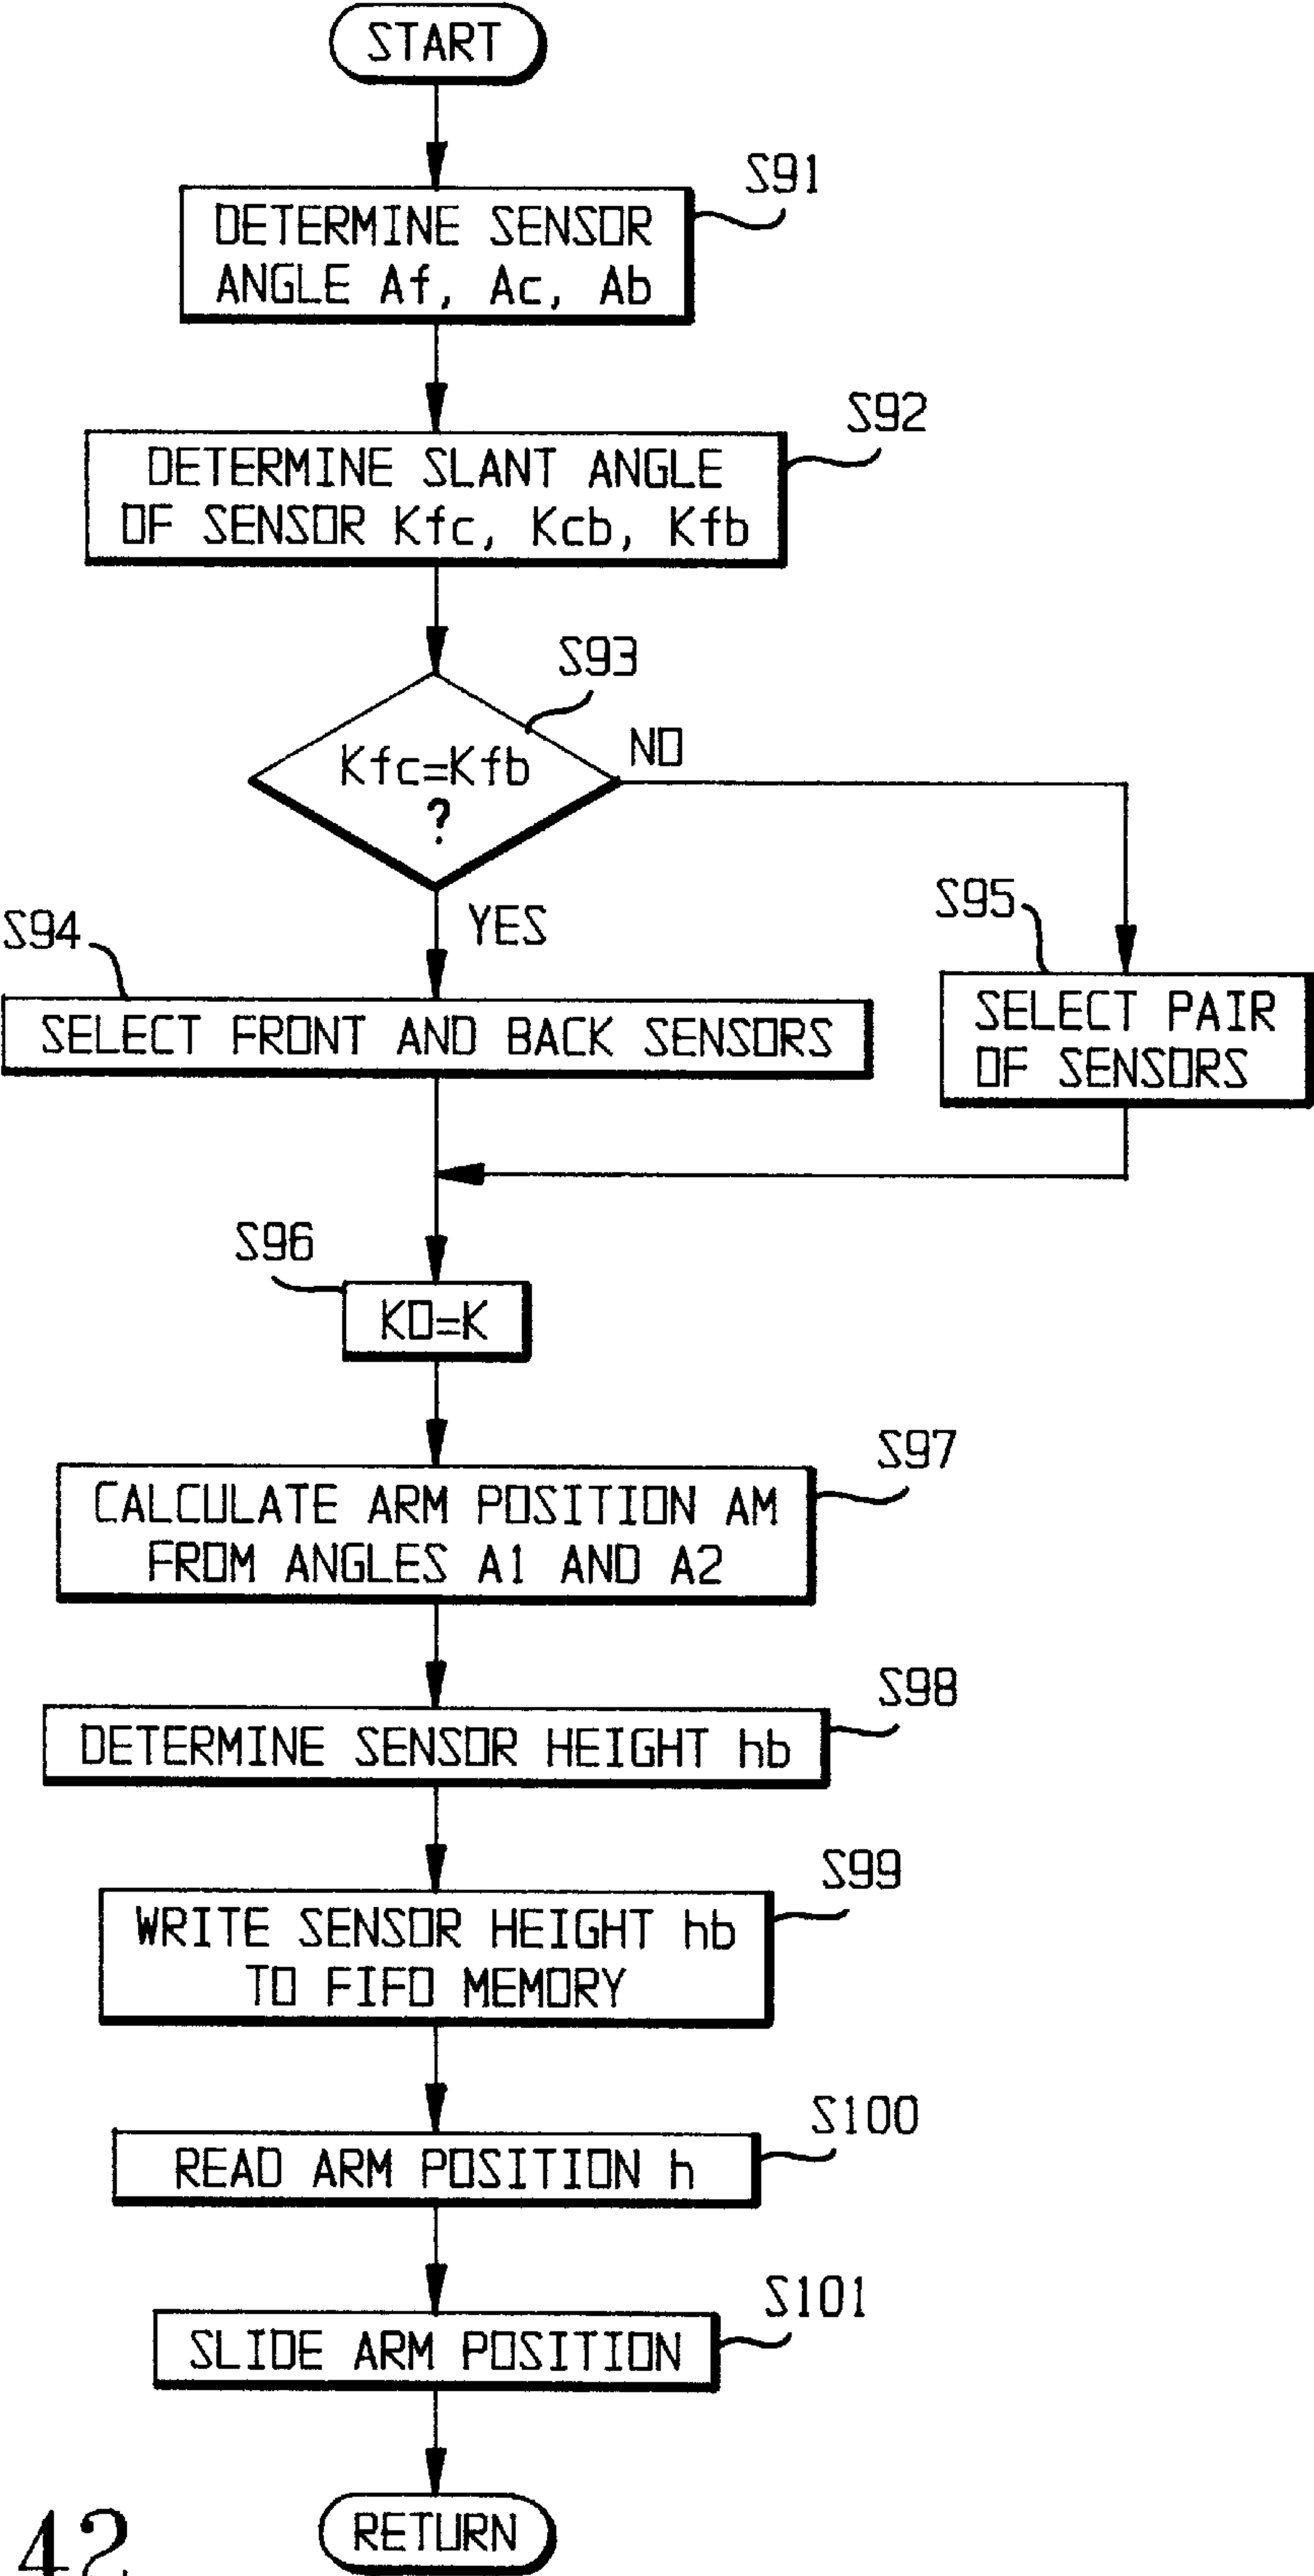 START
S91
DETERMINE SENSOR
ANGLE Af, Ac, Ab
S92
DETERMINE SLANT ANGLE
OF SENSOR Kfc, Kcb, Kfb
S93
Kfc=Kfb
?
NO
YES
S94
SELECT FRONT AND BACK SENSORS
S95
SELECT PAIR
OF SENSORS
S96
K0=K
S97
CALCULATE ARM POSITION AM
FROM ANGLES A1 AND A2
S98
DETERMINE SENSOR HEIGHT hb
S99
WRITE SENSOR HEIGHT hb
TO FIFO MEMORY
S100
READ ARM POSITION h
S101
SLIDE ARM POSITION
RETURN
42